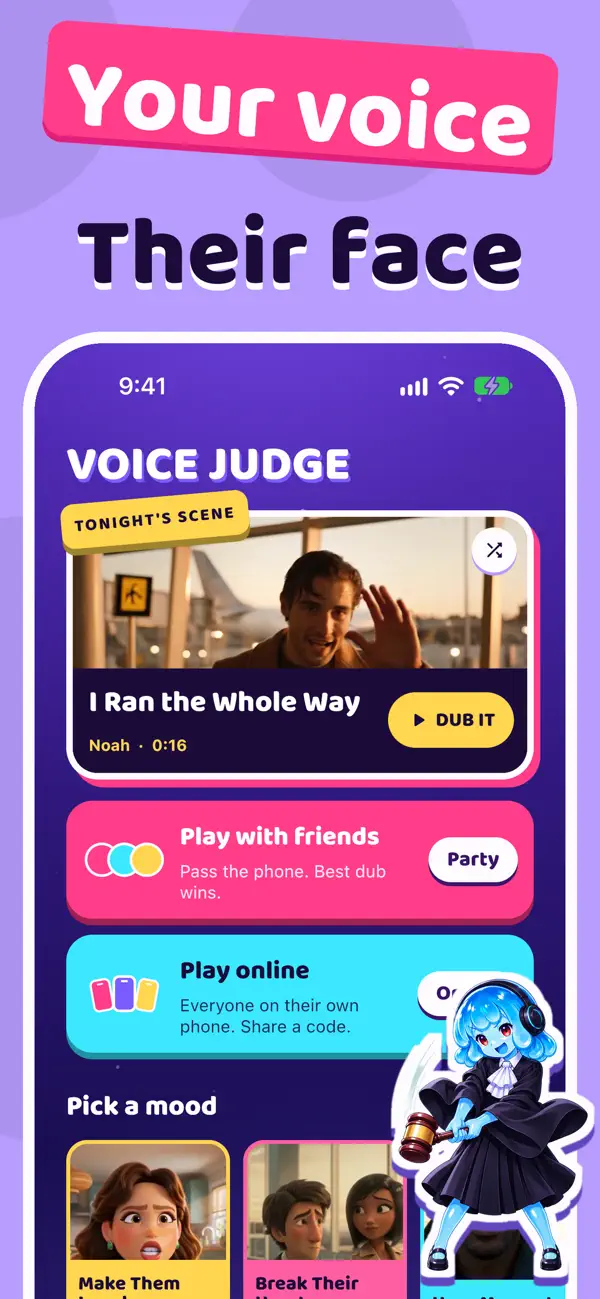 Your voice
Their face
9:41
VOICE JUDGE
TONIGHT'S SCENE
I Ran the Whole Way
Noah · 0:16
DUB IT
Play with friends
Pass the phone. Best dub
wins.
Party
Play online
Everyone on their own
phone. Share a code.
Pick a mood
Make Them
Break Their